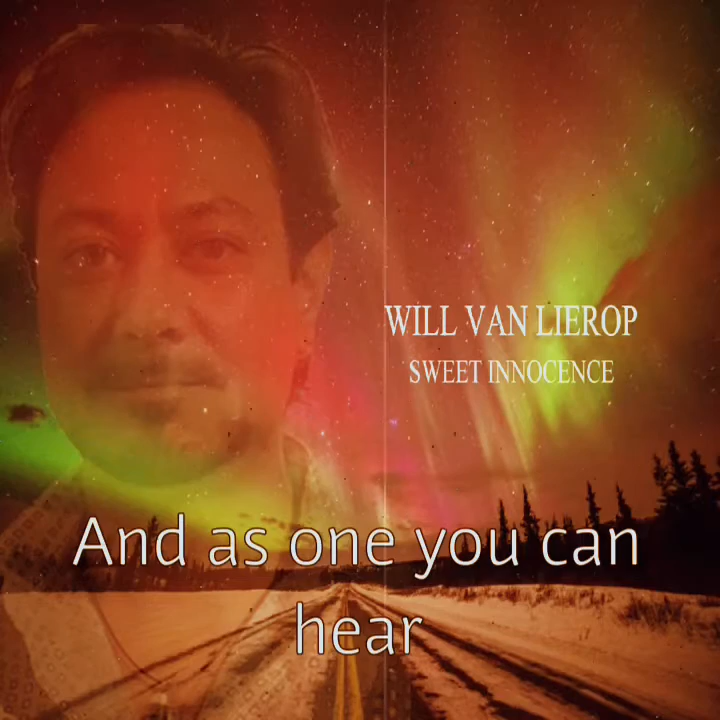 WILL VAN LIEROP
SWEET INNOCENCE
And as one you can
hear